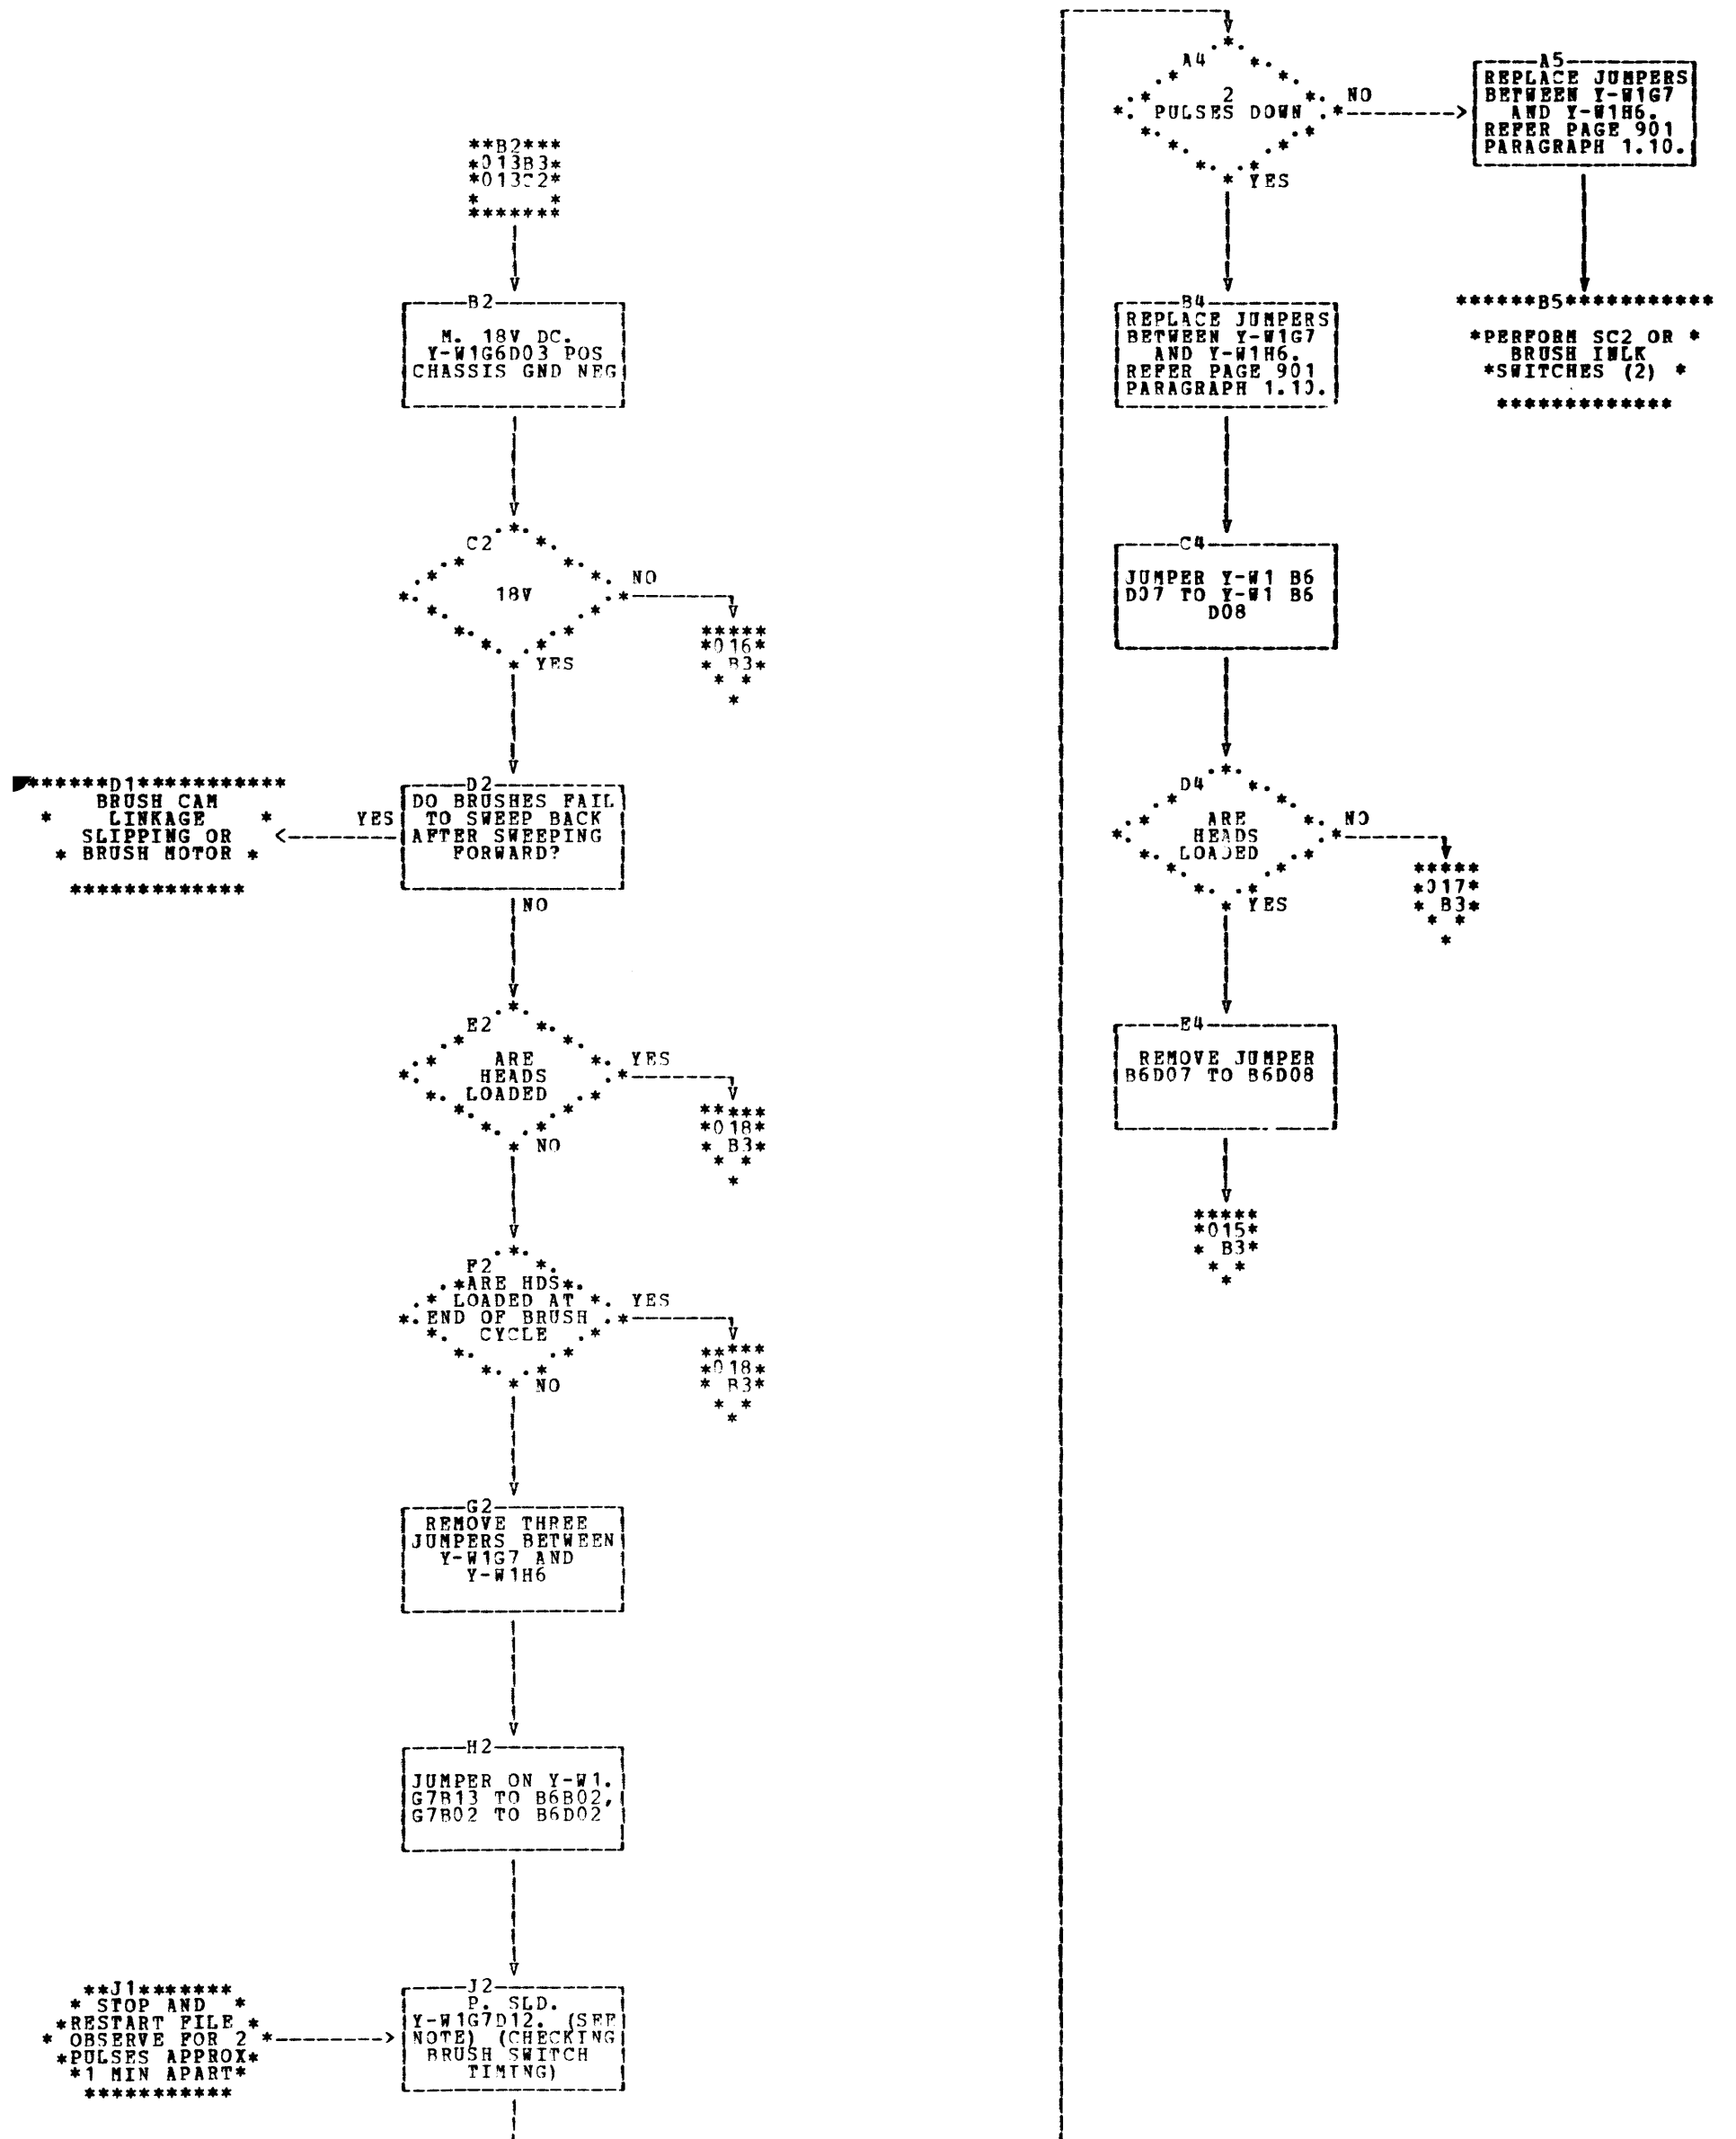 **B2***
*013B3*
*013C2*
*     *
*******
B2
M. 18V DC.
Y-W1G6D03 POS
CHASSIS GND NEG
C2
18V
NO
YES
*****
*016*
* B3*
* *
*
******D1***********
BRUSH CAM
* LINKAGE *
SLIPPING OR
* BRUSH MOTOR *
*************
YES
D2
DO BRUSHES FAIL
TO SWEEP BACK
AFTER SWEEPING
FORWARD?
NO
E2
ARE
HEADS
LOADED
YES
NO
*****
*018*
* B3*
* *
*
F2
ARE HDS
LOADED AT
END OF BRUSH
CYCLE
YES
NO
*****
*018*
* B3*
* *
*
G2
REMOVE THREE
JUMPERS BETWEEN
Y-W1G7 AND
Y-W1H6
H2
JUMPER ON Y-W1.
G7B13 TO B6B02,
G7B02 TO B6D02
**J1*******
* STOP AND *
*RESTART FILE *
* OBSERVE FOR 2 *
*PULSES APPROX*
*1 MIN APART*
***********
J2
P. SLD.
Y-W1G7D12. (SEE
NOTE) (CHECKING
BRUSH SWITCH
TIMING)
A4
2
PULSES DOWN
NO
YES
A5
REPLACE JUMPERS
BETWEEN Y-W1G7
AND Y-W1H6.
REFER PAGE 901
PARAGRAPH 1.10.
B4
REPLACE JUMPERS
BETWEEN Y-W1G7
AND Y-W1H6.
REFER PAGE 901
PARAGRAPH 1.10.
******B5***********
*PERFORM SC2 OR *
BRUSH INLK
*SWITCHES (2) *
*************
C4
JUMPER Y-W1 B6
D07 TO Y-W1 B6
D08
D4
ARE
HEADS
LOADED
NO
YES
*****
*017*
* B3*
* *
*
E4
REMOVE JUMPER
B6D07 TO B6D08
*****
*015*
* B3*
* *
*